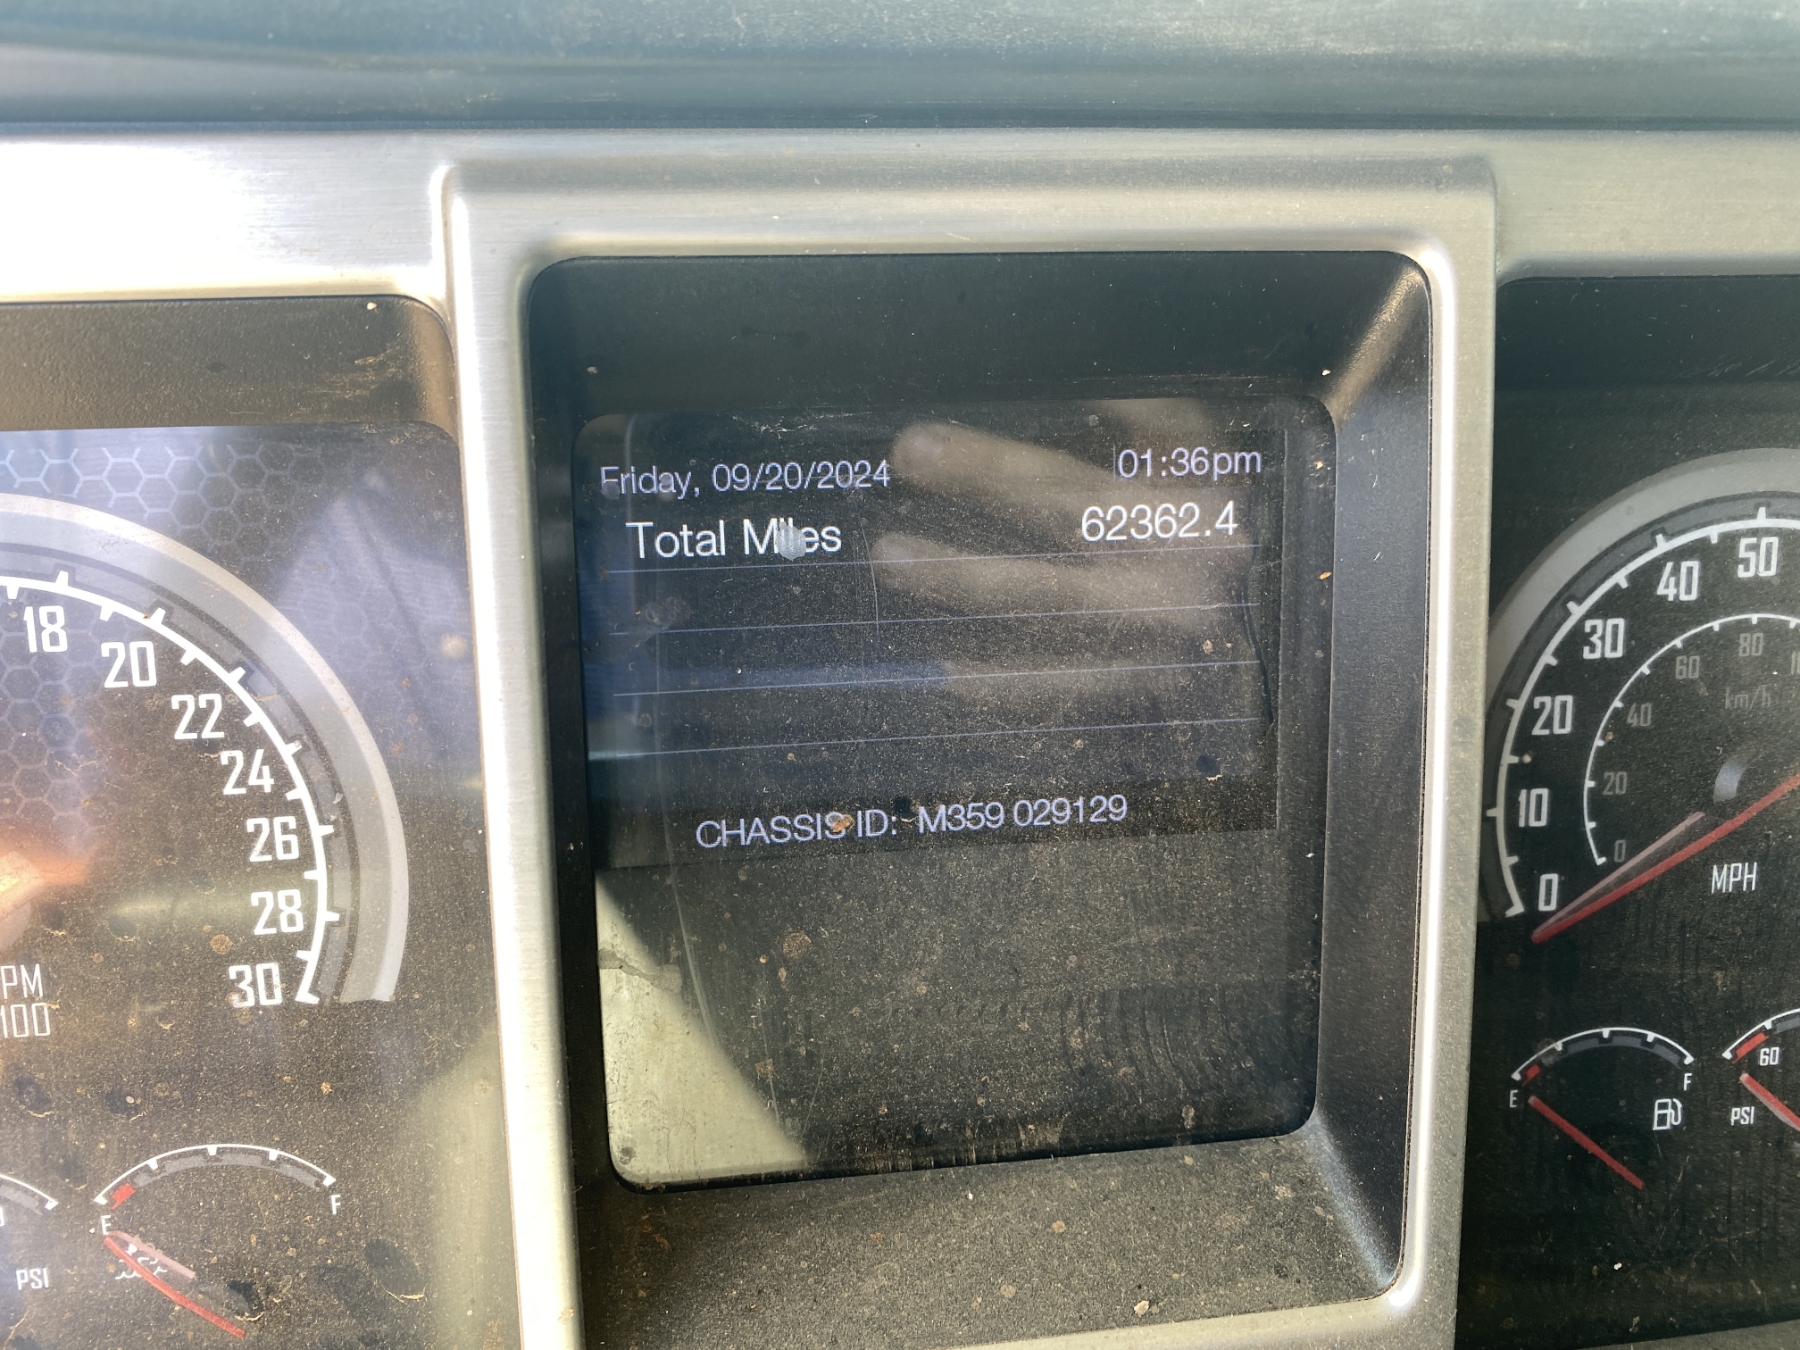 Friday, 09/20/2024 01:36pm
Total Miles 62362.4
CHASSIS ID: M359 029129
18
20
22
24
26
28
30
PM
100
F
E
PSI
50
40
30
20
10
0
80
60
km/h
40
20
0
MPH
E
F
60
PSI